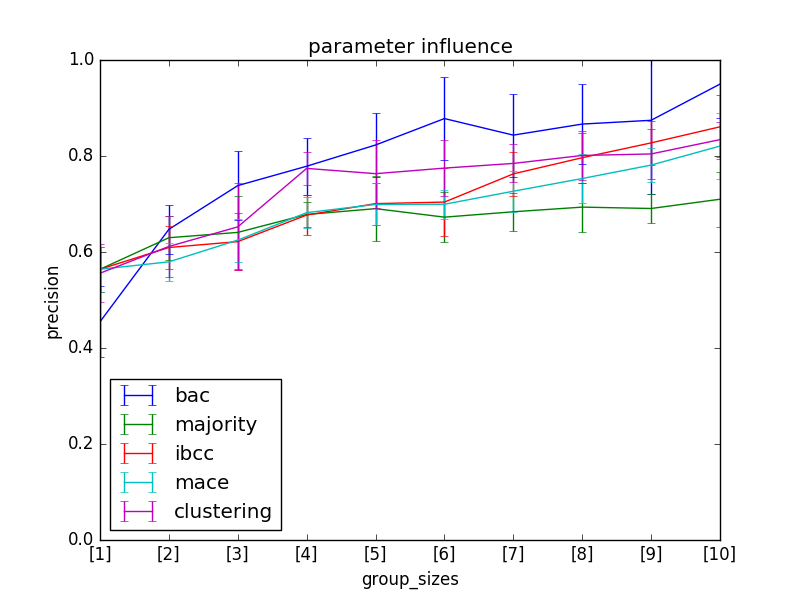 parameter influence
1.0
0.8
0.6
0.4
0.2
0.0
precision
bac
majority
ibcc
mace
clustering
[1] [2] [3] [4] [5] [6] [7] [8] [9] [10]
group_sizes